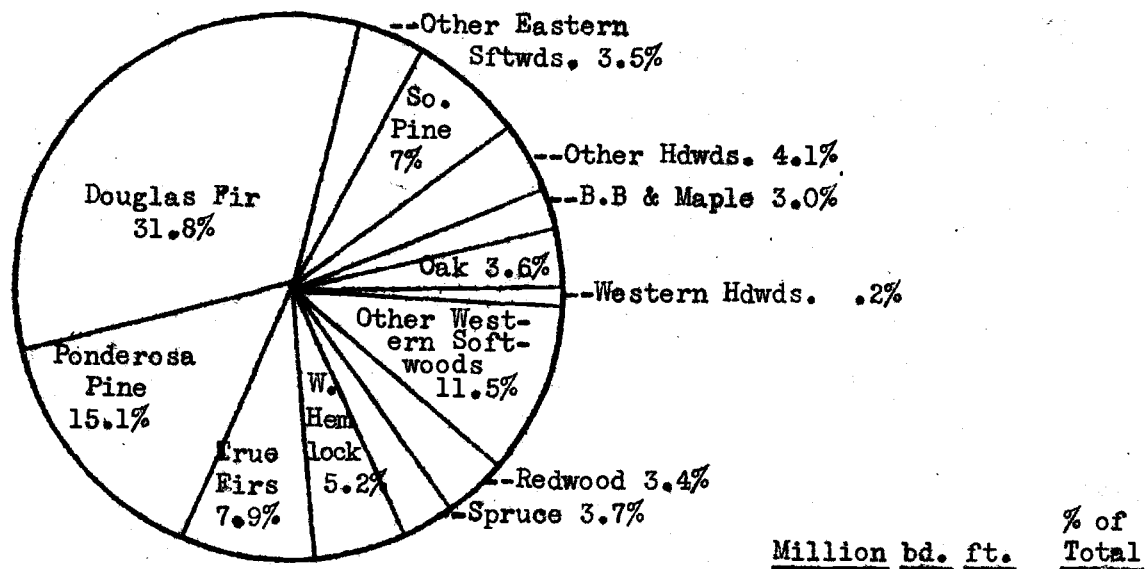 --Other Eastern
Sftwds. 3.5%
So.
Pine
7%
--Other Hdwds. 4.1%
--B.B & Maple 3.0%
Douglas Fir
31.8%
Oak 3.6%
--Western Hdwds. .2%
Other West-
ern Soft-
woods
11.5%
Ponderosa
Pine
15.1%
W.
Hem
lock
5.2%
True
Firs
7.9%
--Redwood 3.4%
-Spruce 3.7%
% of
Million bd. ft. Total